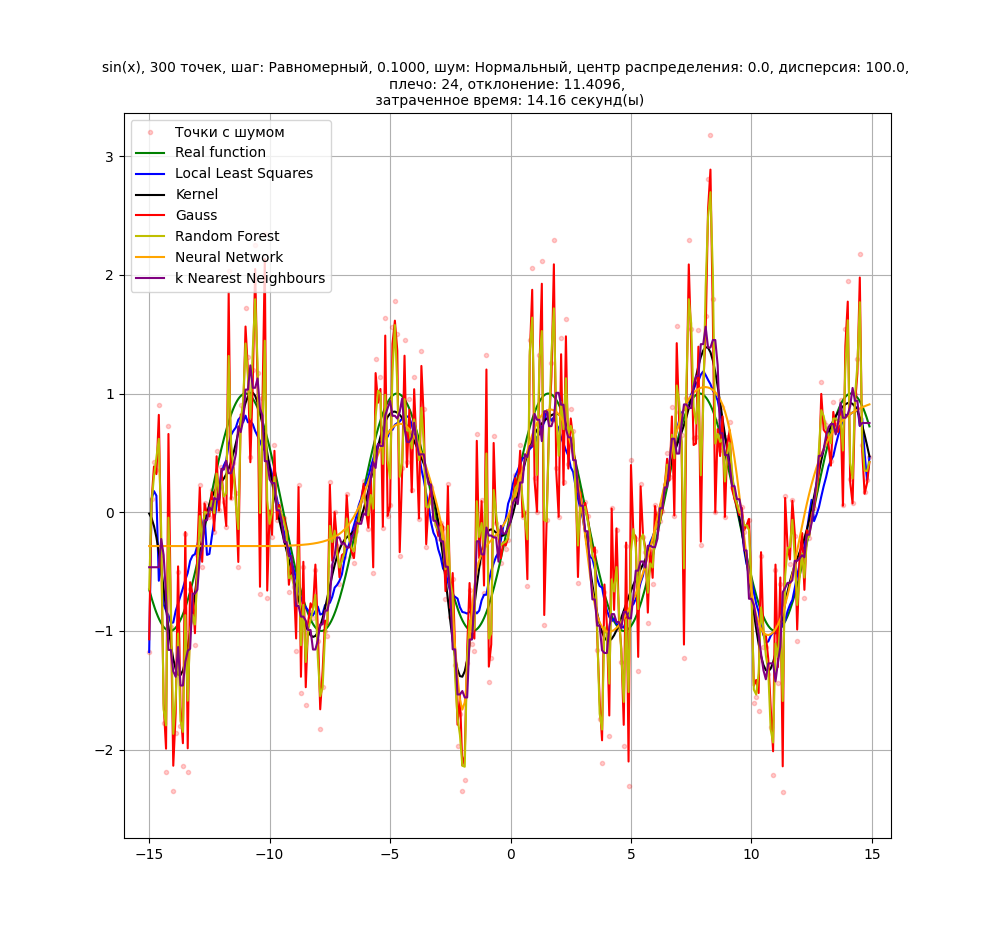 sin(x), 300 точек, шаг: Равномерный, 0.1000, шум: Нормальный, центр распределения: 0.0, дисперсия: 100.0,
плечо: 24, отклонение: 11.4096,
затраченное время: 14.16 секунд(ы)
Точки с шумом
Real function
Local Least Squares
Kernel
Gauss
Random Forest
Neural Network
k Nearest Neighbours
3
2
1
0
−1
−2
−15 −10 −5 0 5 10 15